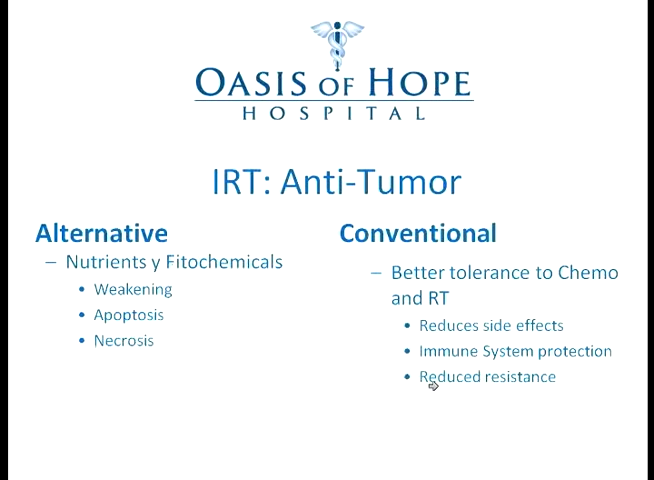 OASIS OF HOPE
HOSPITAL
IRT: Anti-Tumor
Alternative
– Nutrients y Fitochemicals
• Weakening
• Apoptosis
• Necrosis
Conventional
– Better tolerance to Chemo
and RT
• Reduces side effects
• Immune System protection
• Reduced resistance